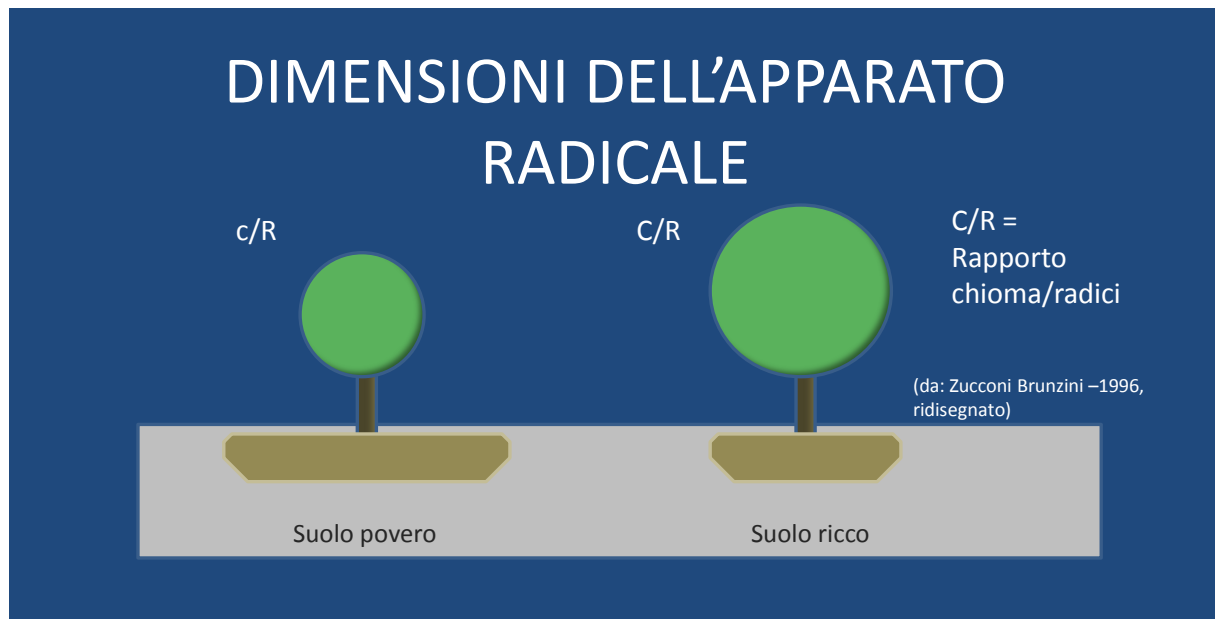 DIMENSIONI DELL’APPARATO
RADICALE
c/R
C/R
C/R =
Rapporto
chioma/radici
(da: Zucconi Brunzini –1996,
ridisegnato)
Suolo povero
Suolo ricco